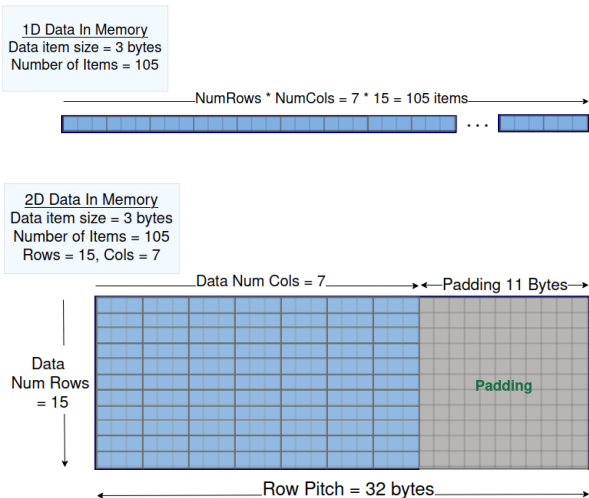 1D Data In Memory
Data item size = 3 bytes
Number of Items = 105
NumRows * NumCols = 7 * 15 = 105 items
...
2D Data In Memory
Data item size = 3 bytes
Number of Items = 105
Rows = 15, Cols = 7
Data Num Cols = 7
Padding 11 Bytes
Data
Num Rows
= 15
Padding
Row Pitch = 32 bytes